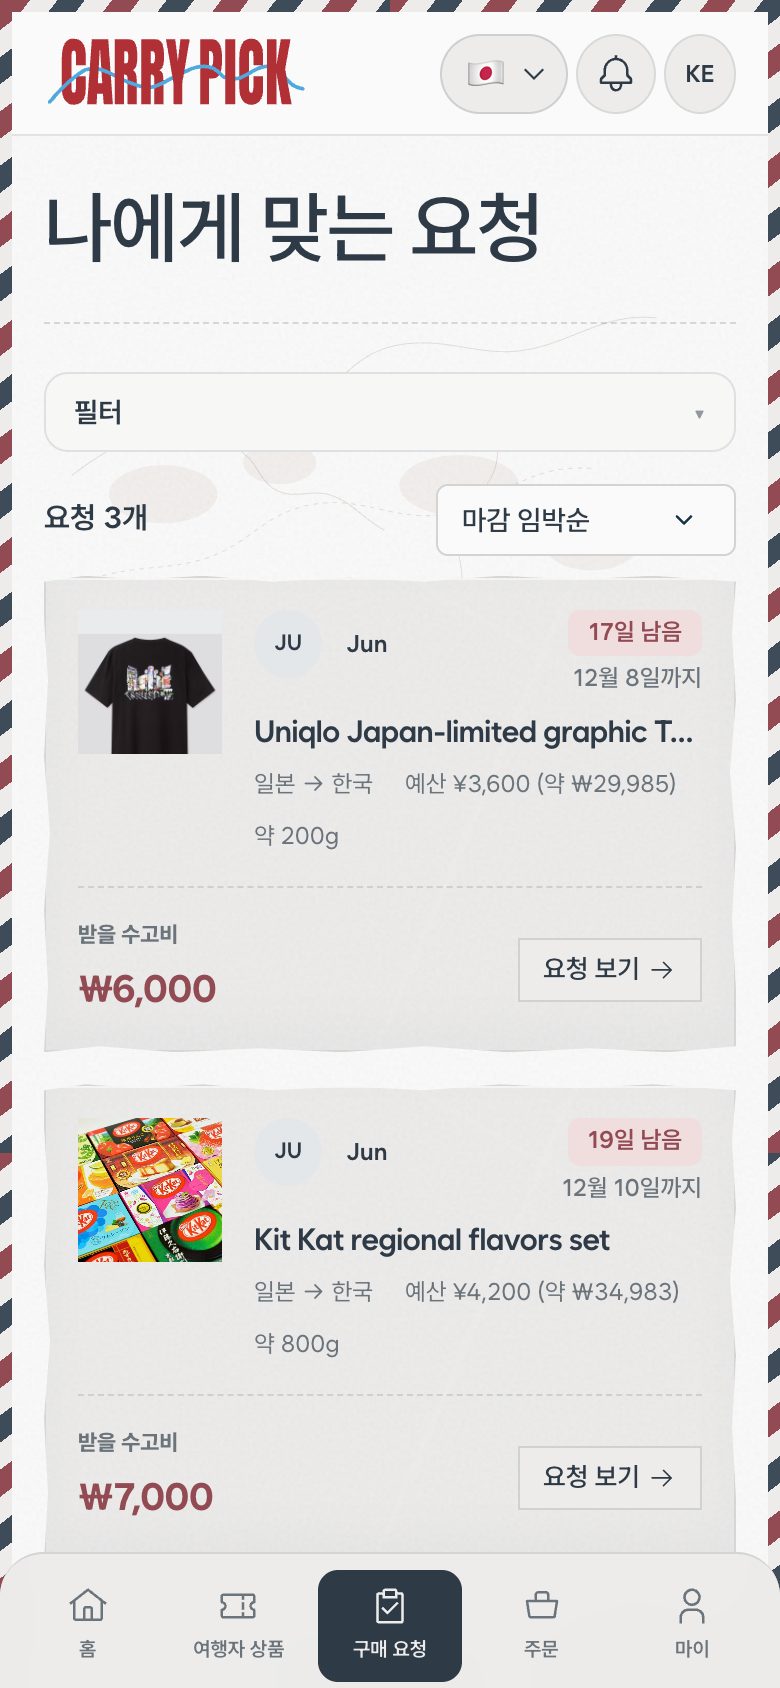 CARRY PICK
KE
나에게 맞는 요청
필터
요청 3개
마감 임박순
JU
Jun
17일 남음
12월 8일까지
Uniqlo Japan-limited graphic T...
일본 → 한국 예산 ¥3,600 (약 ₩29,985)
약 200g
받을 수고비
₩6,000
요청 보기 →
KitKat
JU
Jun
19일 남음
12월 10일까지
Kit Kat regional flavors set
일본 → 한국 예산 ¥4,200 (약 ₩34,983)
약 800g
받을 수고비
₩7,000
요청 보기 →
홈
여행자 상품
구매 요청
주문
마이